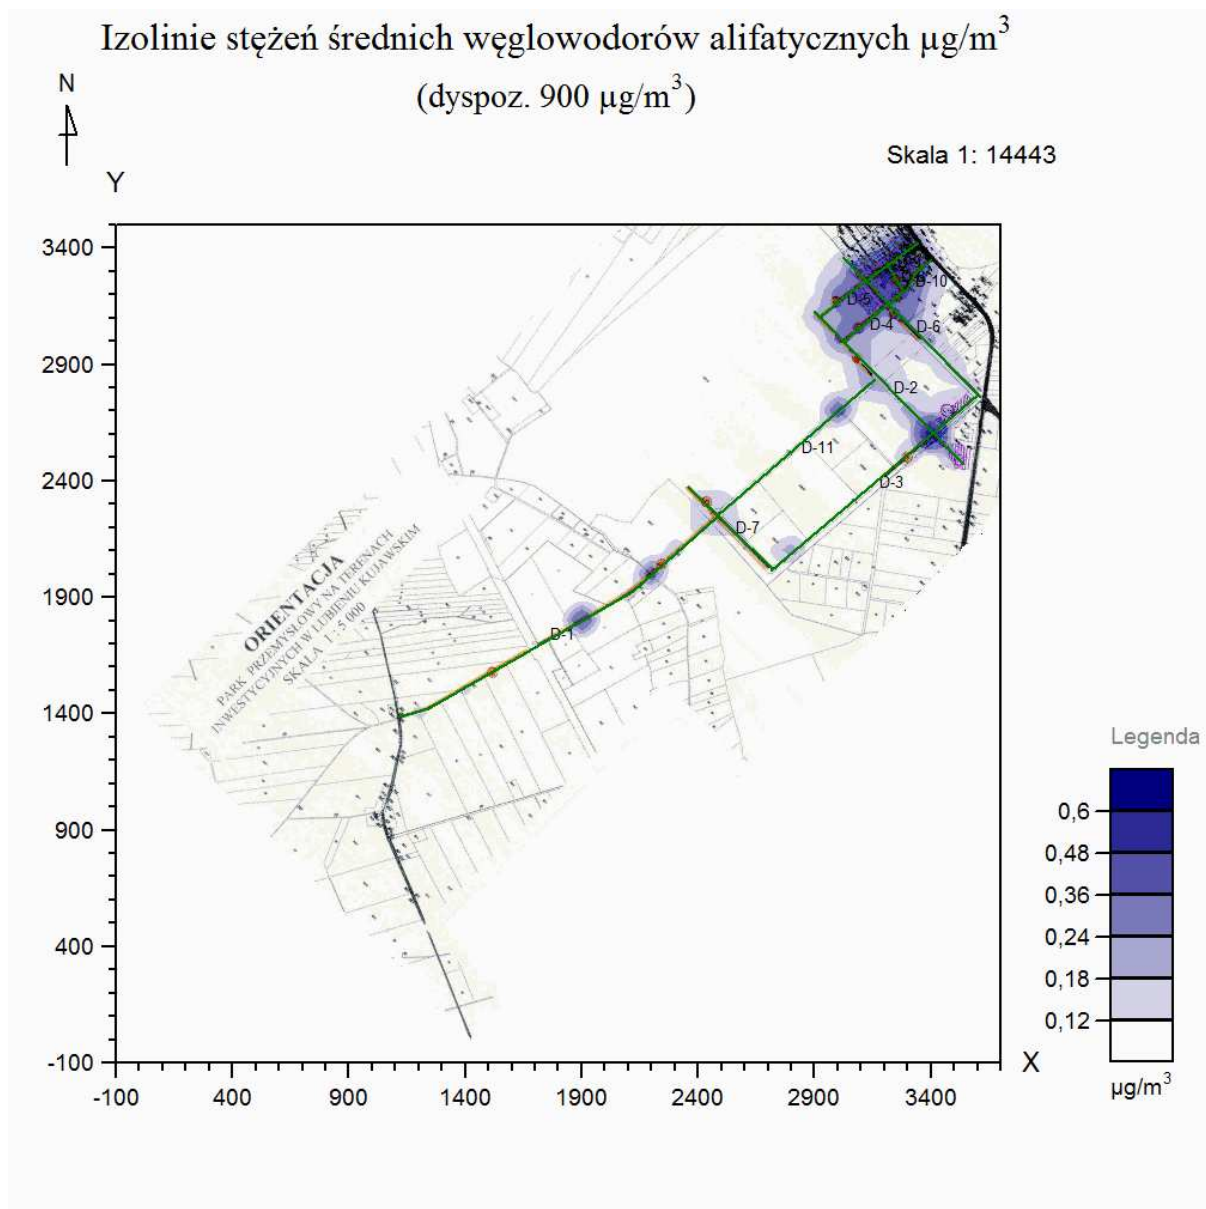 Izolinie stężeń średnich węglowodorów alifatycznych µg/m³
(dyspoz. 900 µg/m³)
N
Skala 1: 14443
Y
3400
2900
2400
1900
1400
900
400
-100
-100 400 900 1400 1900 2400 2900 3400
X
D-10
D-5
D-4
D-6
D-2
D-11
D-3
D-7
D-1
ORIENTACJA
PARK PRZEMYSŁOWY NA TERENACH
INWESTYCYJNYCH W LUBIENIU KUJAWSKIM
SKALA 1 : 5 000
Legenda
0,6
0,48
0,36
0,24
0,18
0,12
µg/m³